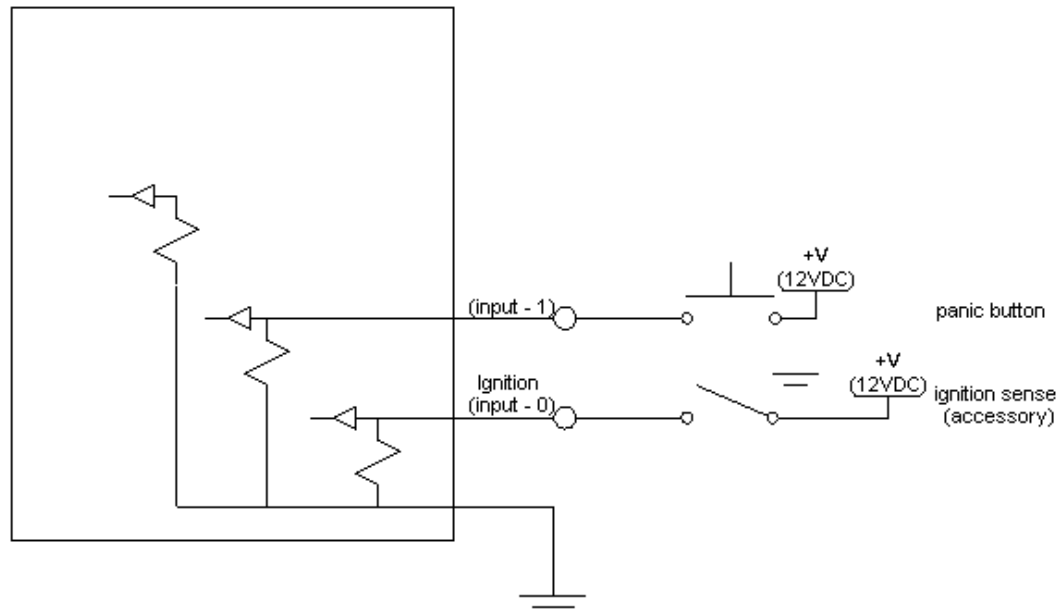 +V
(12VDC)
(input - 1)
panic button
+V
(12VDC)
Ignition
(input - 0)
ignition sense
(accessory)